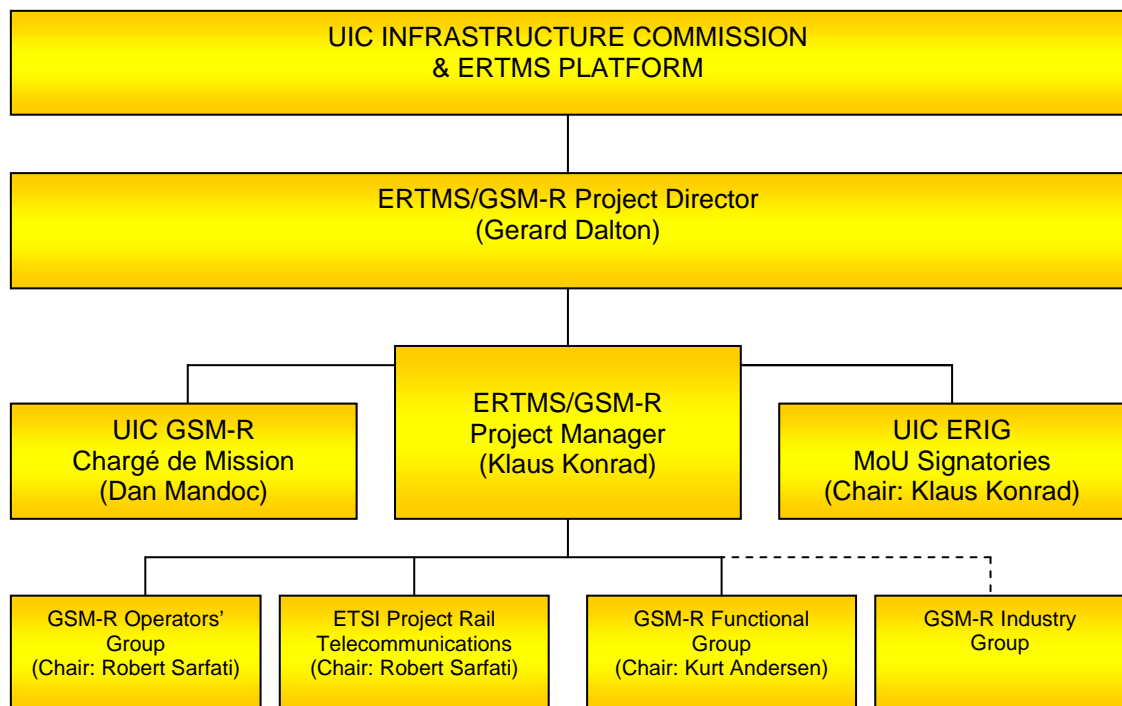 UIC INFRASTRUCTURE COMMISSION
& ERTMS PLATFORM
ERTMS/GSM-R Project Director
(Gerard Dalton)
UIC GSM-R
Chargé de Mission
(Dan Mandoc)
ERTMS/GSM-R
Project Manager
(Klaus Konrad)
UIC ERIG
MoU Signatories
(Chair: Klaus Konrad)
GSM-R Operators’
Group
(Chair: Robert Sarfati)
ETSI Project Rail
Telecommunications
(Chair: Robert Sarfati)
GSM-R Functional
Group
(Chair: Kurt Andersen)
GSM-R Industry
Group